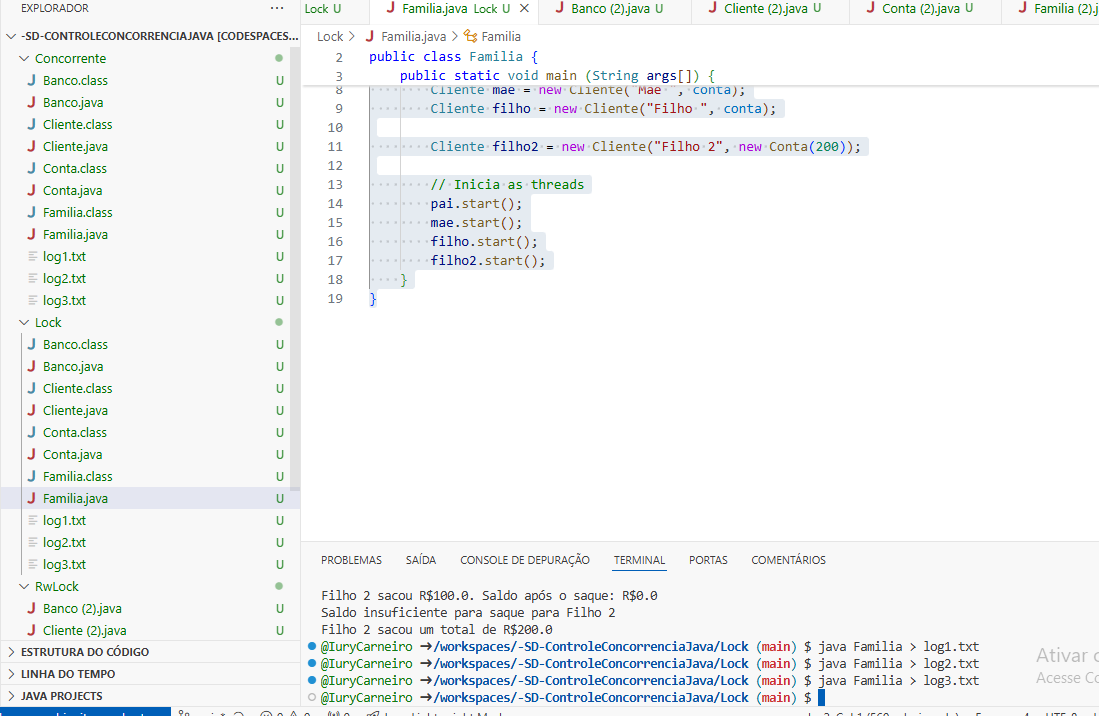 EXPLORADOR
-SD-CONTROLECONCORRENCIAJAVA [CODESPACES...
Concorrente
Banco.class U
Banco.java U
Cliente.class U
Cliente.java U
Conta.class U
Conta.java U
Familia.class U
Familia.java U
log1.txt U
log2.txt U
log3.txt U
Lock
Banco.class U
Banco.java U
Cliente.class U
Cliente.java U
Conta.class U
Conta.java U
Familia.class U
Familia.java U
log1.txt U
log2.txt U
log3.txt U
RwLock
Banco (2).java U
Cliente (2).java U
ESTRUTURA DO CÓDIGO
LINHA DO TEMPO
JAVA PROJECTS
Lock U
Familia.java Lock U
Banco (2).java U
Cliente (2).java U
Conta (2).java U
Familia (2).j
Lock > Familia.java > Familia
2 public class Familia {
3 public static void main (String args[]) {
8 Cliente mae = new Cliente("Mae ", conta);
9 Cliente filho = new Cliente("Filho ", conta);
10
11 Cliente filho2 = new Cliente("Filho 2", new Conta(200));
12
13 // Inicia as threads
14 pai.start();
15 mae.start();
16 filho.start();
17 filho2.start();
18 }
19 }
PROBLEMAS SAÍDA CONSOLE DE DEPURAÇÃO TERMINAL PORTAS COMENTÁRIOS
Filho 2 sacou R$100.0. Saldo após o saque: R$0.0
Saldo insuficiente para saque para Filho 2
Filho 2 sacou um total de R$200.0
@IuryCarneiro ➜/workspaces/-SD-ControleConcorrenciaJava/Lock (main) $ java Familia > log1.txt
@IuryCarneiro ➜/workspaces/-SD-ControleConcorrenciaJava/Lock (main) $ java Familia > log2.txt
@IuryCarneiro ➜/workspaces/-SD-ControleConcorrenciaJava/Lock (main) $ java Familia > log3.txt
@IuryCarneiro ➜/workspaces/-SD-ControleConcorrenciaJava/Lock (main) $
Ativar
Acesse